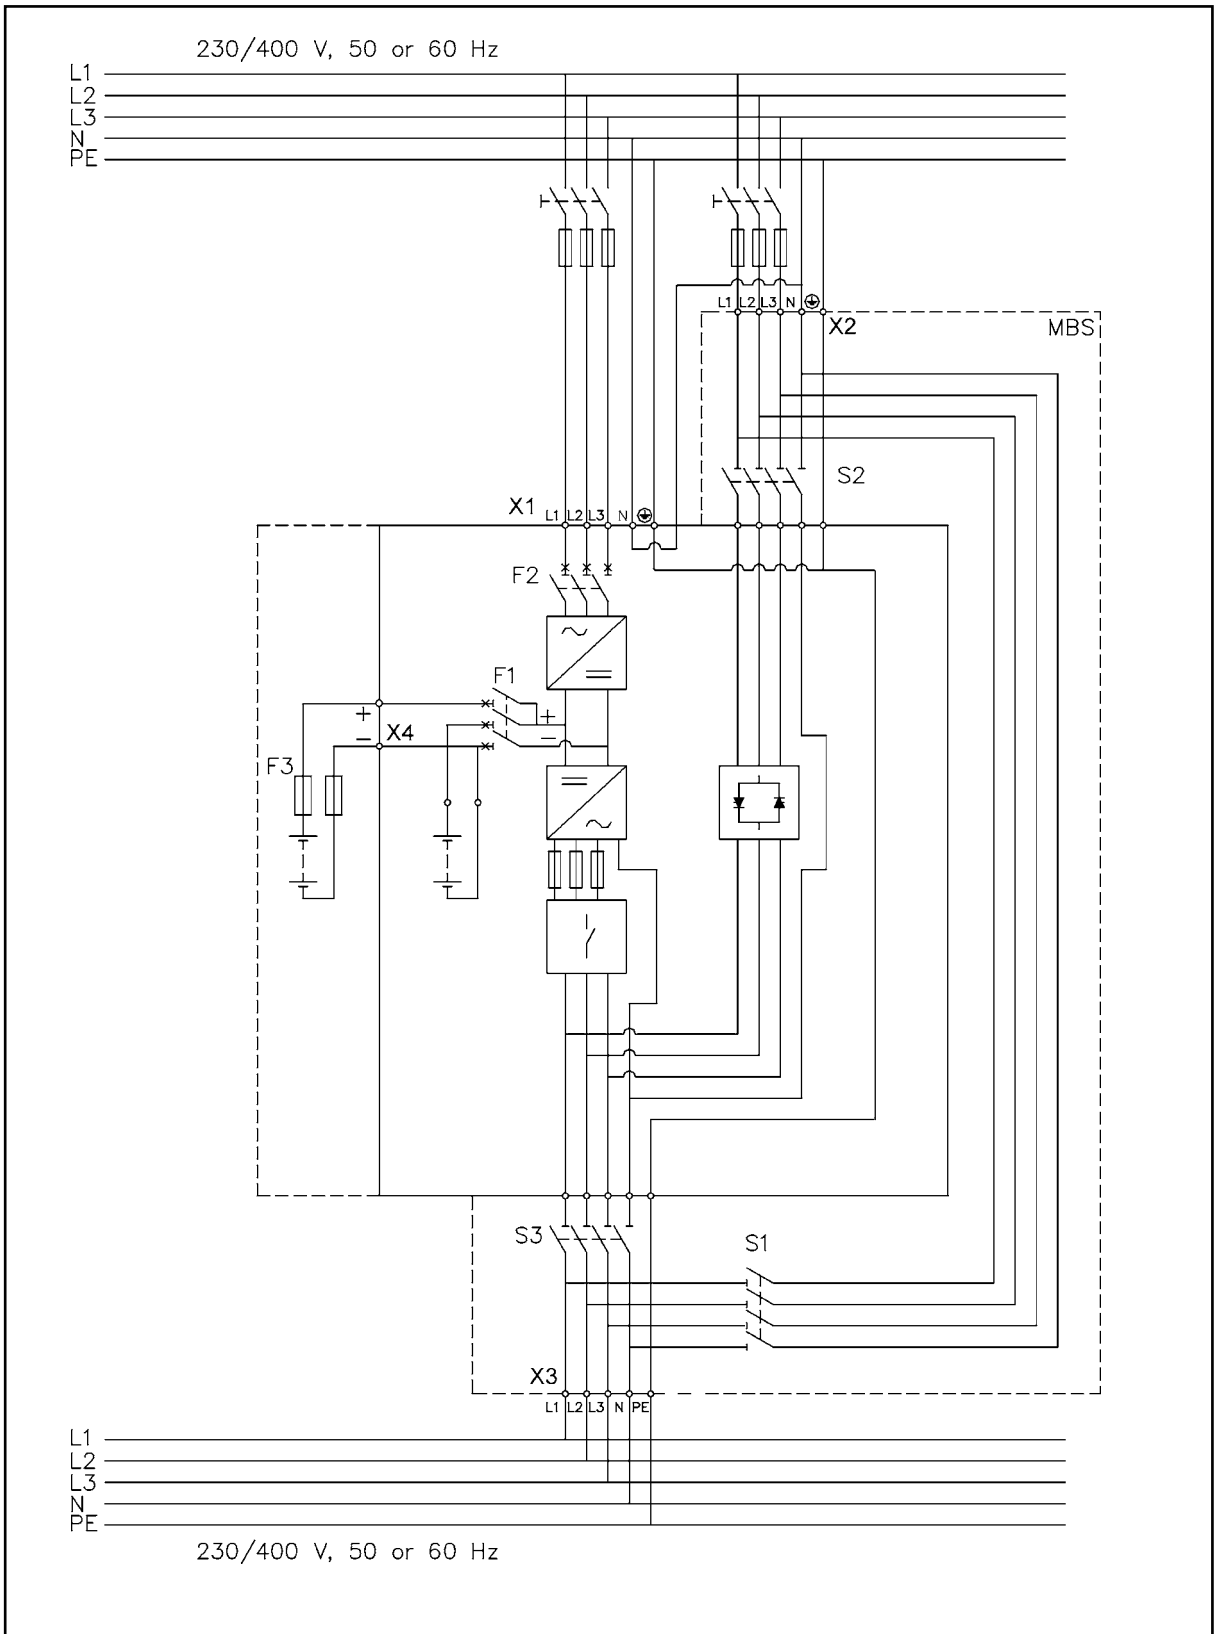 230/400 V, 50 or 60 Hz
L1
L2
L3
N
PE
L1 L2 L3 N
X2
MBS
S2
X1
L1 L2 L3 N
F2
F1
+
+
−
−
X4
F3
S3
S1
X3
L1 L2 L3 N PE
L1
L2
L3
N
PE
230/400 V, 50 or 60 Hz